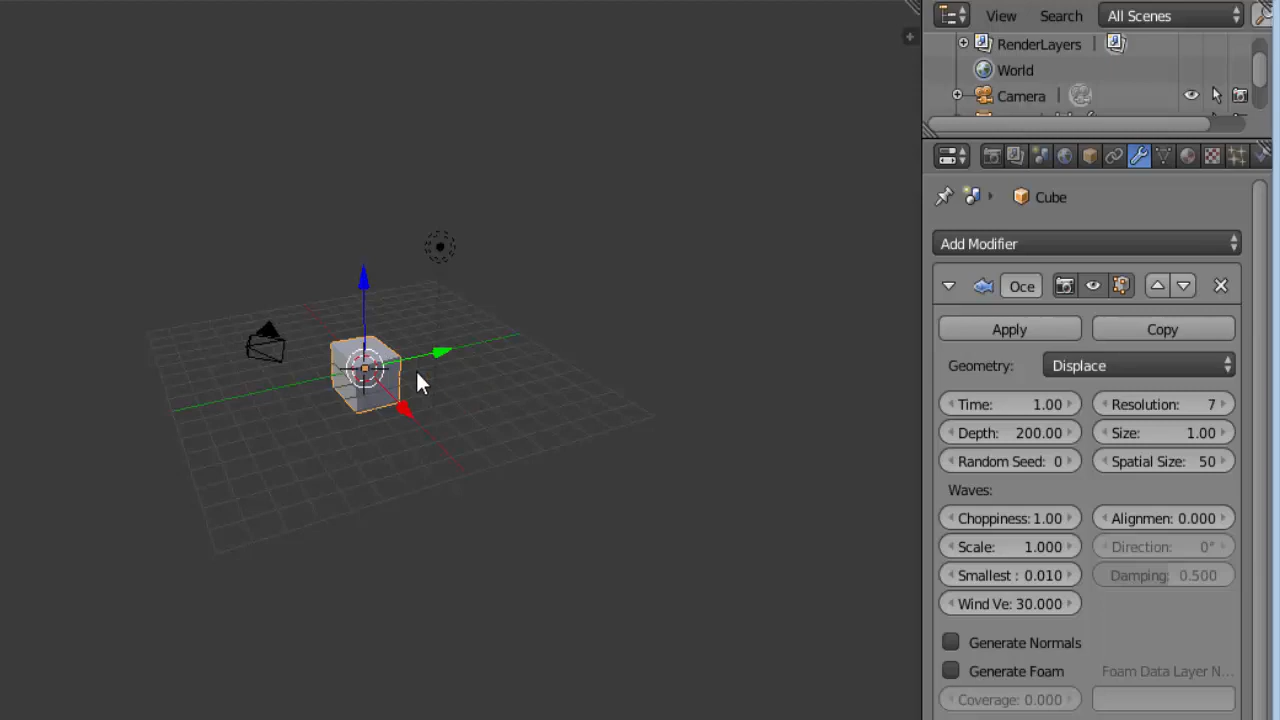 View Search All Scenes
RenderLayers
World
Camera
Cube
Add Modifier
Oce
Apply Copy
Geometry: Displace
Time: 1.00 Resolution: 7
Depth: 200.00 Size: 1.00
Random Seed: 0 Spatial Size: 50
Waves:
Choppiness: 1.00 Alignmen: 0.000
Scale: 1.000 Direction: 0°
Smallest : 0.010 Damping: 0.500
Wind Ve: 30.000
Generate Normals
Generate Foam Foam Data Layer N...
Coverage: 0.000